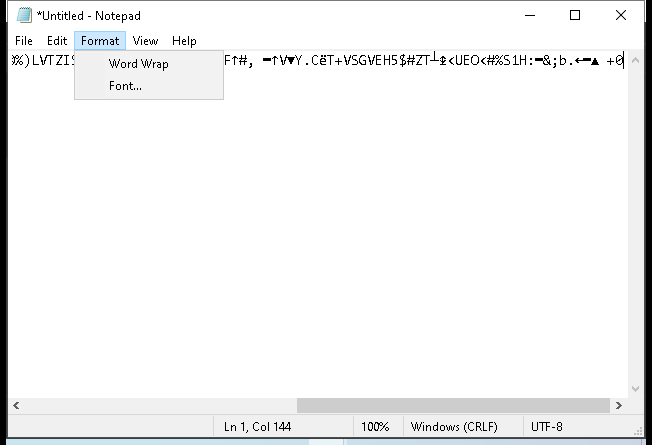 *Untitled - Notepad
File Edit Format View Help
%)LVTZIS F↑#, ━↑V▼Y.CëT+VSGVEH5$#ZT┴↨<UEO<#%S1H:━&;b.←━▲ +0
Word Wrap
Font...
Ln 1, Col 144 100% Windows (CRLF) UTF-8